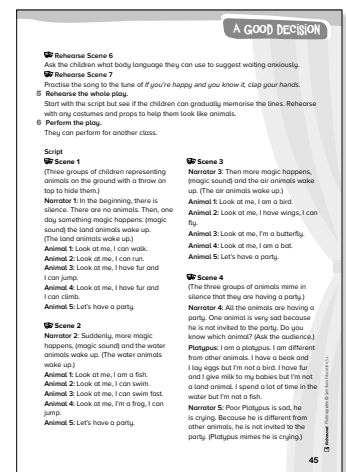 A GOOD DECISION
Rehearse Scene 6
Ask the children what body language they can use to suggest waiting anxiously.
Rehearse Scene 7
Practise the song to the tune of If you're happy and you know it, clap your hands.
5 Rehearse the whole play.
Start with the script but see if the children can gradually memorise the lines. Rehearse
with any costumes and props to help them look like animals.
6 Perform the play.
They can perform for another class.
Script
Scene 1
(Three groups of children representing
animals on the ground with a throw on
top to hide them.)
Narrator 1: In the beginning, there is
silence. There are no animals. Then, one
day something magic happens: (magic
sound) the land animals wake up.
(The land animals wake up.)
Animal 1: Look at me, I can walk.
Animal 2: Look at me, I can run.
Animal 3: Look at me, I have fur and
I can jump.
Animal 4: Look at me, I have fur and
I can climb.
Animal 5: Let's have a party.
Scene 2
Narrator 2: Suddenly, more magic
happens, (magic sound) and the water
animals wake up. (The water animals
wake up.)
Animal 1: Look at me, I am a fish.
Animal 2: Look at me, I can swim.
Animal 3: Look at me, I can swim fast.
Animal 4: Look at me, I'm a frog, I can
jump.
Animal 5: Let's have a party.
Scene 3
Narrator 3: Then more magic happens,
(magic sound) and the air animals wake
up. (The air animals wake up.)
Animal 1: Look at me, I am a bird.
Animal 2: Look at me, I have wings, I can
fly.
Animal 3: Look at me, I'm a butterfly.
Animal 4: Look at me, I am a bat.
Animal 5: Let's have a party.
Scene 4
(The three groups of animals mime in
silence that they are having a party.)
Narrator 4: All the animals are having a
party. One animal is very sad because
he is not invited to the party. Do you
know which animal? (Ask the audience.)
Platypus: I am a platypus. I am different
from other animals. I have a beak and
I lay eggs but I'm not a bird. I have fur
and I give milk to my babies but I'm not
a land animal. I spend a lot of time in the
water but I'm not a fish.
Narrator 5: Poor Platypus is sad, he
is crying. Because he is different from
other animals, he is not invited to the
party. (Platypus mimes he is crying.)
45